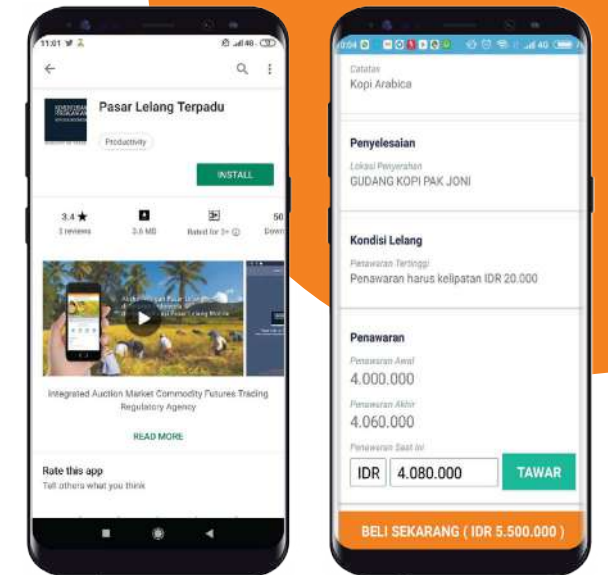 11:01
4G
Pasar Lelang Terpadu
Productivity
INSTALL
3.4 ★
3 reviews
3.6 MB
Rated for 3+
50
Down
Integrated Auction Market Commodity Futures Trading
Regulatory Agency
READ MORE
Rate this app
Tell others what you think
4G
Catatan
Kopi Arabica
Penyelesaian
Lokasi Penyerahan
GUDANG KOPI PAK JONI
Kondisi Lelang
Penawaran Tertinggi
Penawaran harus kelipatan IDR 20.000
Penawaran
Penawaran Awal
4.000.000
Penawaran Akhir
4.060.000
Penawaran Saat ini
IDR 4.080.000 TAWAR
BELI SEKARANG ( IDR 5.500.000 )